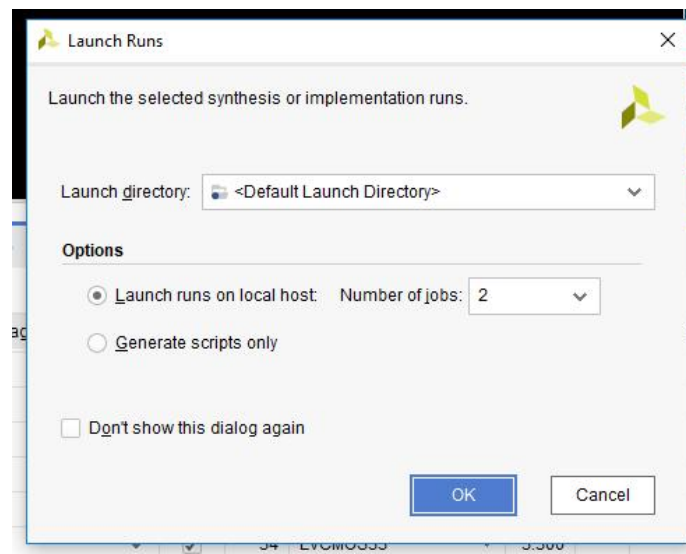 Launch Runs
Launch the selected synthesis or implementation runs.
Launch directory: <Default Launch Directory>
Options
Launch runs on local host: Number of jobs: 2
Generate scripts only
Don't show this dialog again
OK Cancel